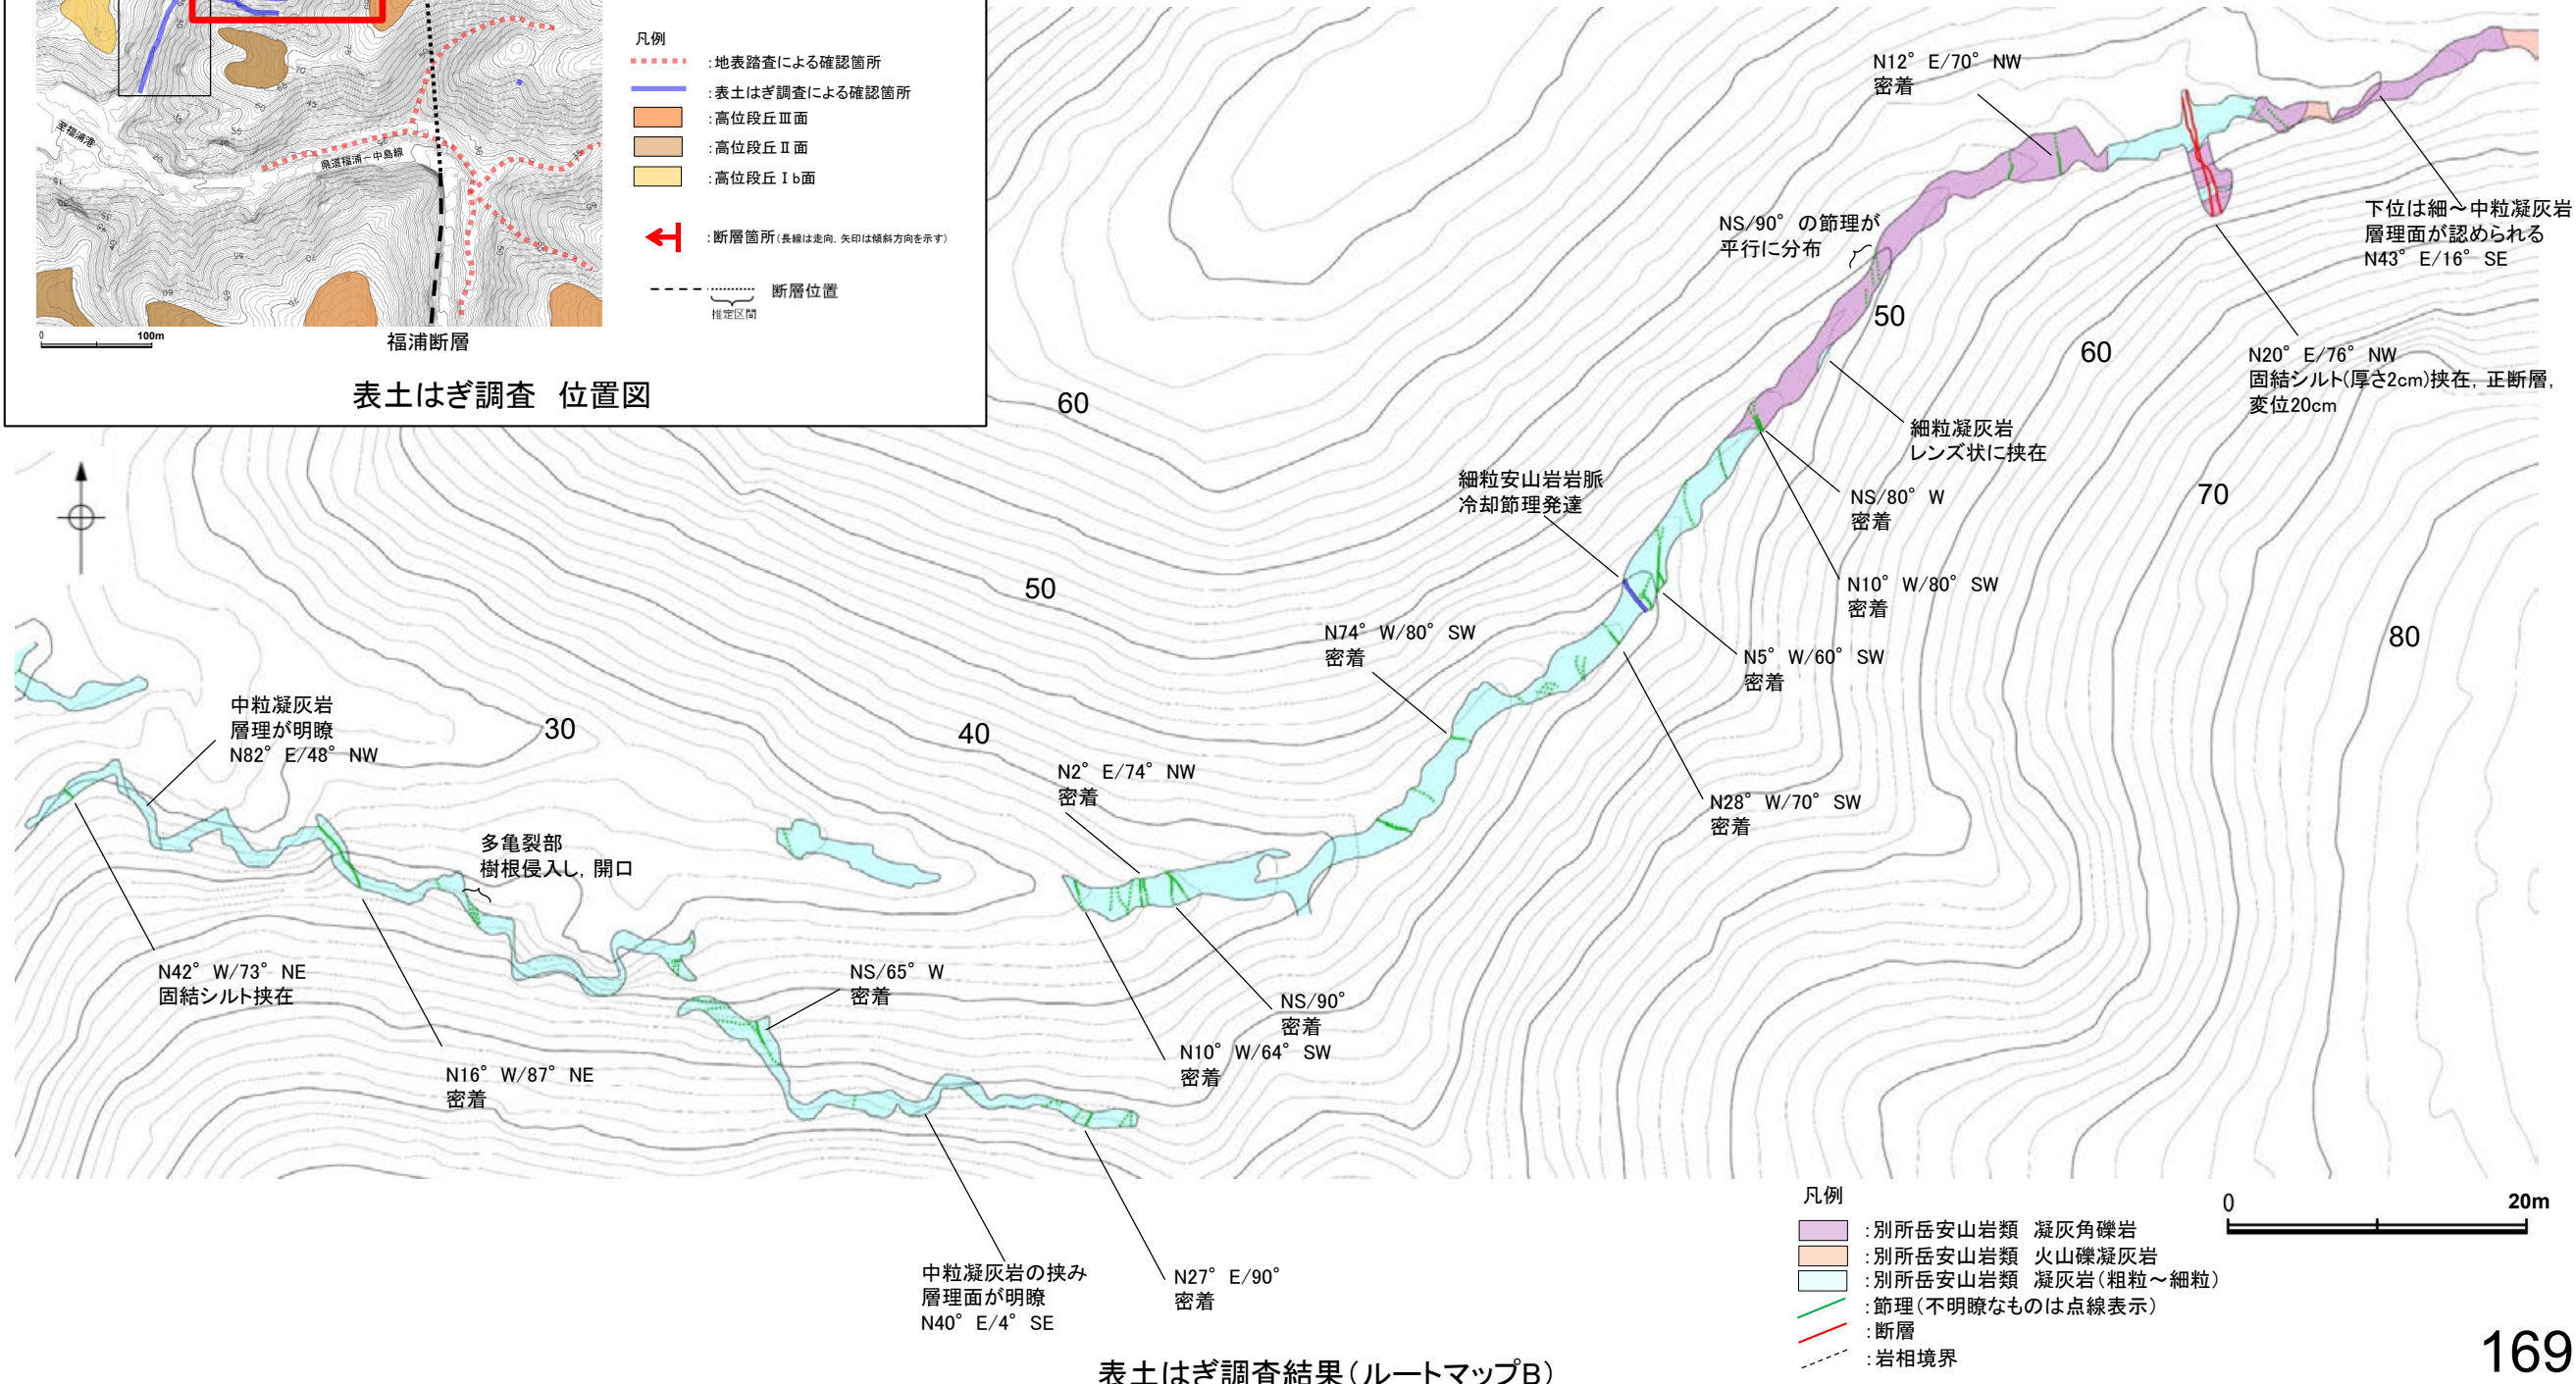 凡例
:地表踏査による確認箇所
:表土はぎ調査による確認箇所
:高位段丘Ⅲ面
:高位段丘Ⅱ面
:高位段丘Ⅰb面
:断層箇所(長線は走向, 矢印は傾斜方向を示す)
断層位置
推定区間
至福浦港
県道福浦－中島線
0 100m
福浦断層
表土はぎ調査 位置図
N12°E/70°NW
密着
NS/90°の節理が
平行に分布
下位は細～中粒凝灰岩
層理面が認められる
N43°E/16°SE
N20°E/76°NW
固結シルト(厚さ2cm)挟在, 正断層,
変位20cm
50
60
70
80
60
50
40
30
細粒凝灰岩
レンズ状に挟在
細粒安山岩岩脈
冷却節理発達
NS/80°W
密着
N10°W/80°SW
密着
N74°W/80°SW
密着
N5°W/60°SW
密着
N28°W/70°SW
密着
中粒凝灰岩
層理が明瞭
N82°E/48°NW
N2°E/74°NW
密着
多亀裂部
樹根侵入し, 開口
N42°W/73°NE
固結シルト挟在
NS/65°W
密着
NS/90°
密着
N10°W/64°SW
密着
N16°W/87°NE
密着
中粒凝灰岩の挟み
層理面が明瞭
N40°E/4°SE
N27°E/90°
密着
凡例
:別所岳安山岩類 凝灰角礫岩
:別所岳安山岩類 火山礫凝灰岩
:別所岳安山岩類 凝灰岩(粗粒～細粒)
:節理(不明瞭なものは点線表示)
:断層
:岩相境界
0 20m
表土はぎ調査結果(ルートマップB)
169